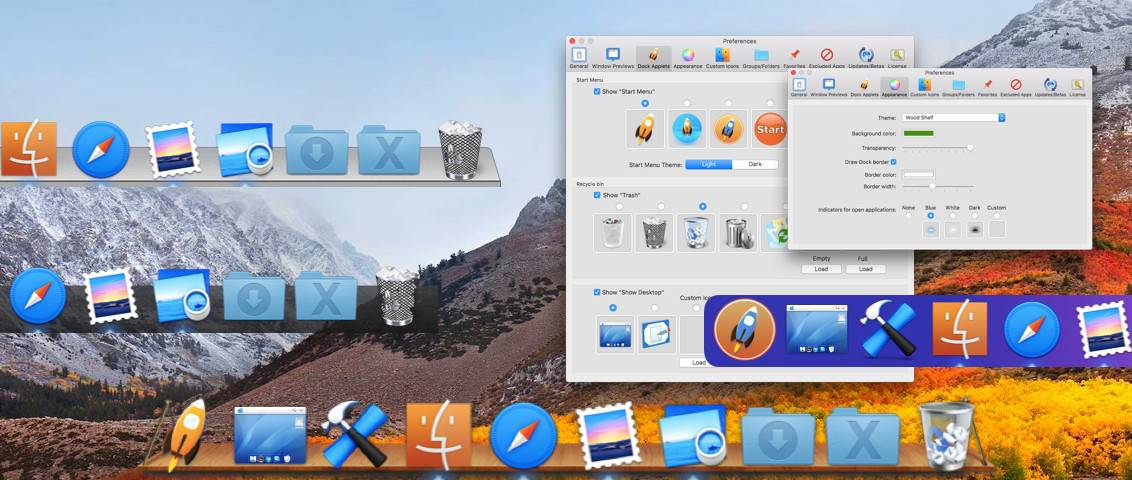 Preferences
General Window Previews Dock Applets Appearance Custom Icons Groups/Folders Favorites Excluded Apps Updates/Betas License
Start Menu
Show "Start Menu"
Start
Start Menu Theme: Light Dark
Recycle bin
Show "Trash"
Empty Full
Load Load
Show "Show Desktop"
Load
Preferences
General Window Previews Dock Applets Appearance Custom Icons Groups/Folders Favorites Excluded Apps Updates/Betas License
Theme: Wood Shelf
Background color:
Transparency:
Draw Dock border
Border color:
Border width:
None Blue White Dark Custom
Indicators for open applications:
X
X
X